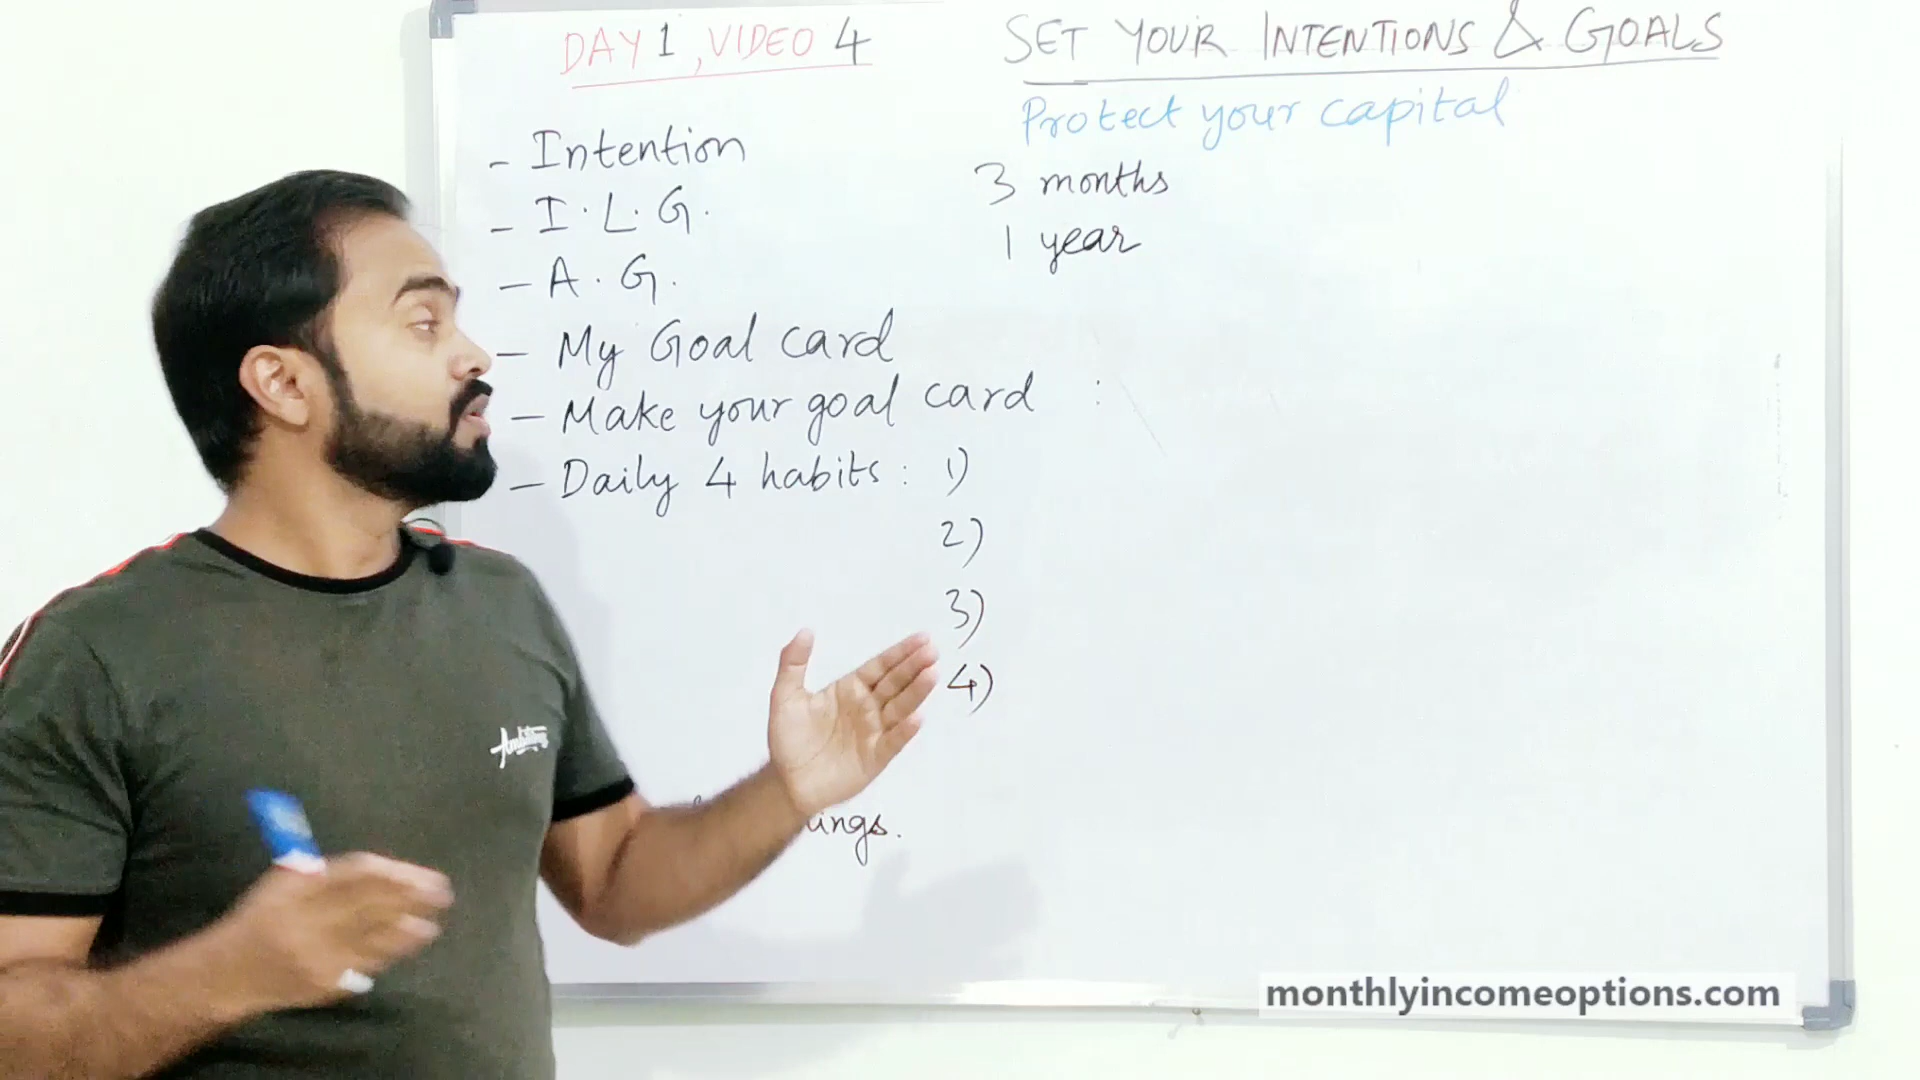 DAY 1, VIDEO 4
SET YOUR INTENTIONS & GOALS
Protect your capital
- Intention
3 months
- I.L.G.
1 year
- A.G.
- My Goal card
- Make your goal card :
- Daily 4 habits : 1)
2)
3)
4)
monthlyincomeoptions.com